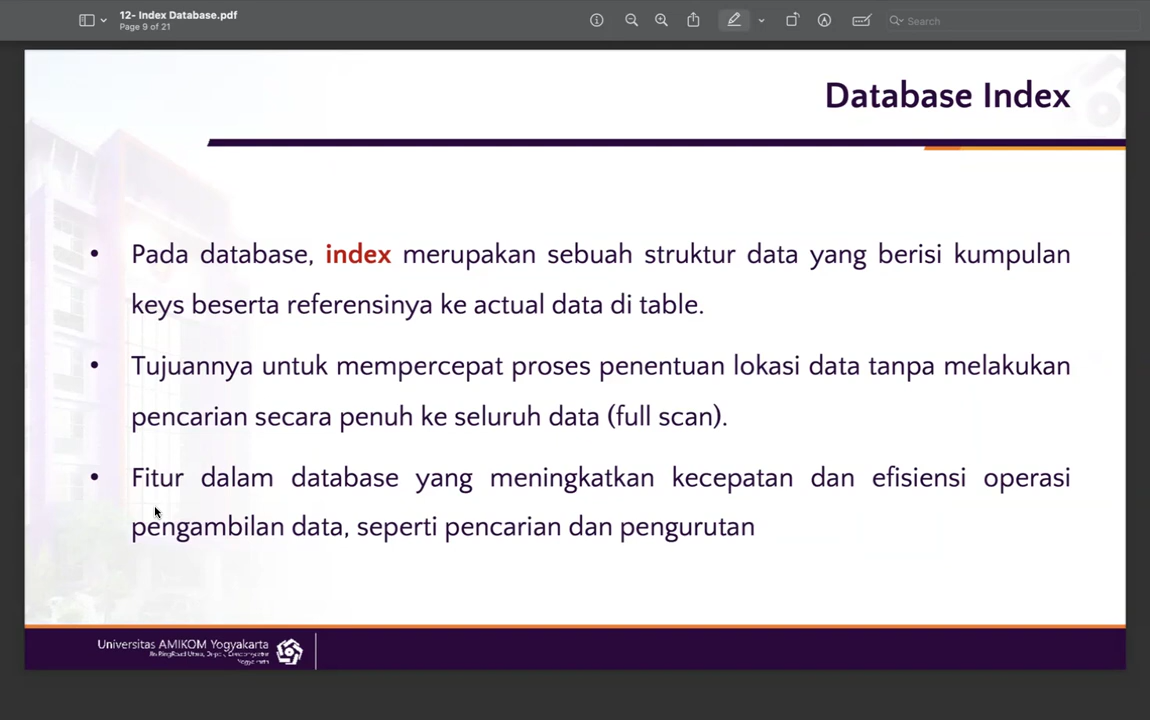 12- Index Database.pdf
Page 9 of 21
Search
Database Index
• Pada database, index merupakan sebuah struktur data yang berisi kumpulan
keys beserta referensinya ke actual data di table.
• Tujuannya untuk mempercepat proses penentuan lokasi data tanpa melakukan
pencarian secara penuh ke seluruh data (full scan).
• Fitur dalam database yang meningkatkan kecepatan dan efisiensi operasi
pengambilan data, seperti pencarian dan pengurutan
Universitas AMIKOM Yogyakarta
Yogyakarta